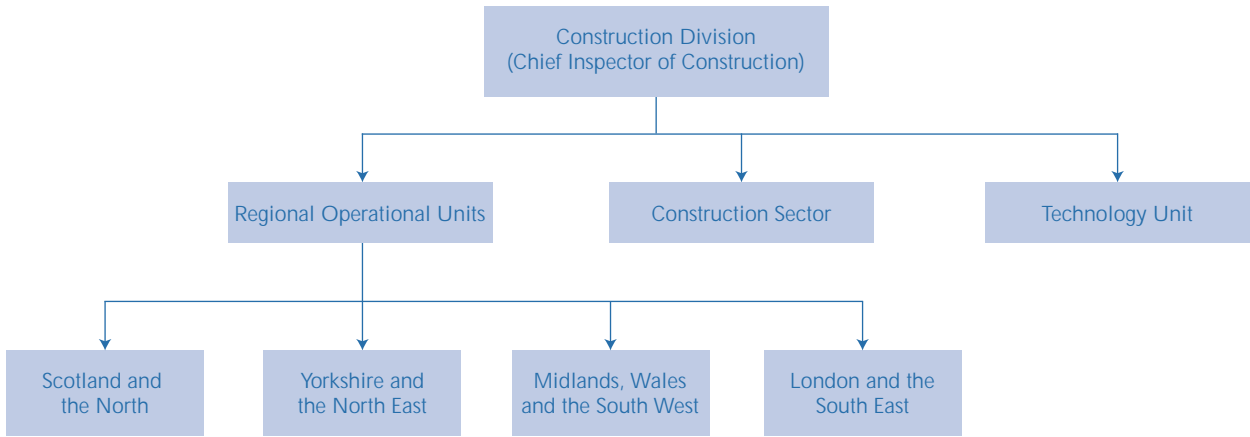 Construction Division
(Chief Inspector of Construction)
Regional Operational Units
Construction Sector
Technology Unit
Scotland and
the North
Yorkshire and
the North East
Midlands, Wales
and the South West
London and the
South East